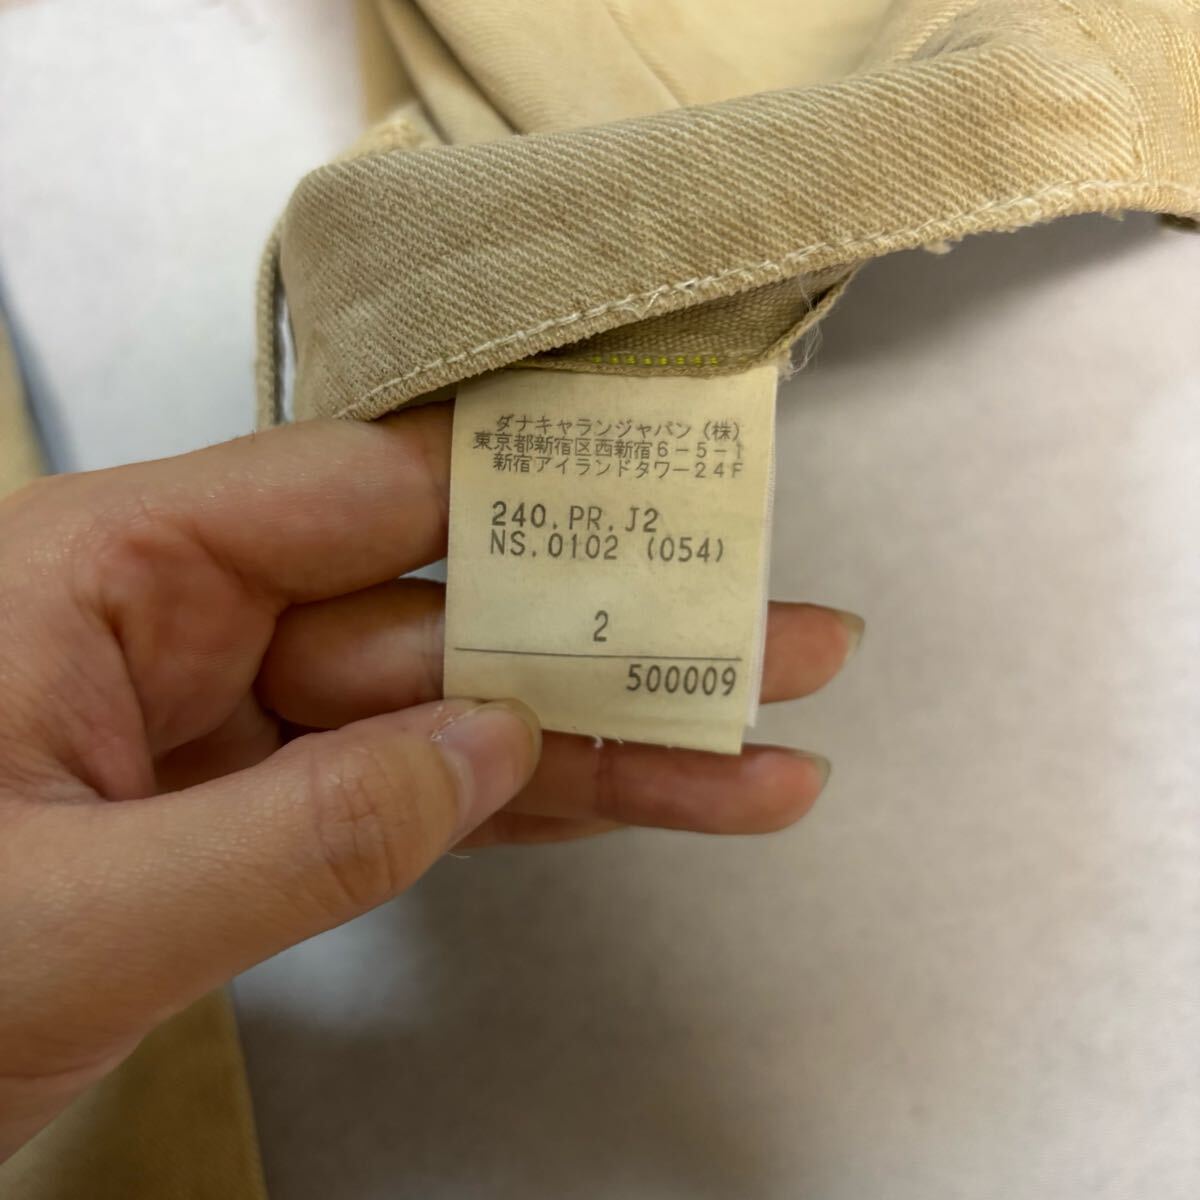 ダナキャランジャパン（株）
東京都新宿区西新宿６－５－１
新宿アイランドタワー２４Ｆ
240.PR.J2
NS.0102 (054)
2
500009